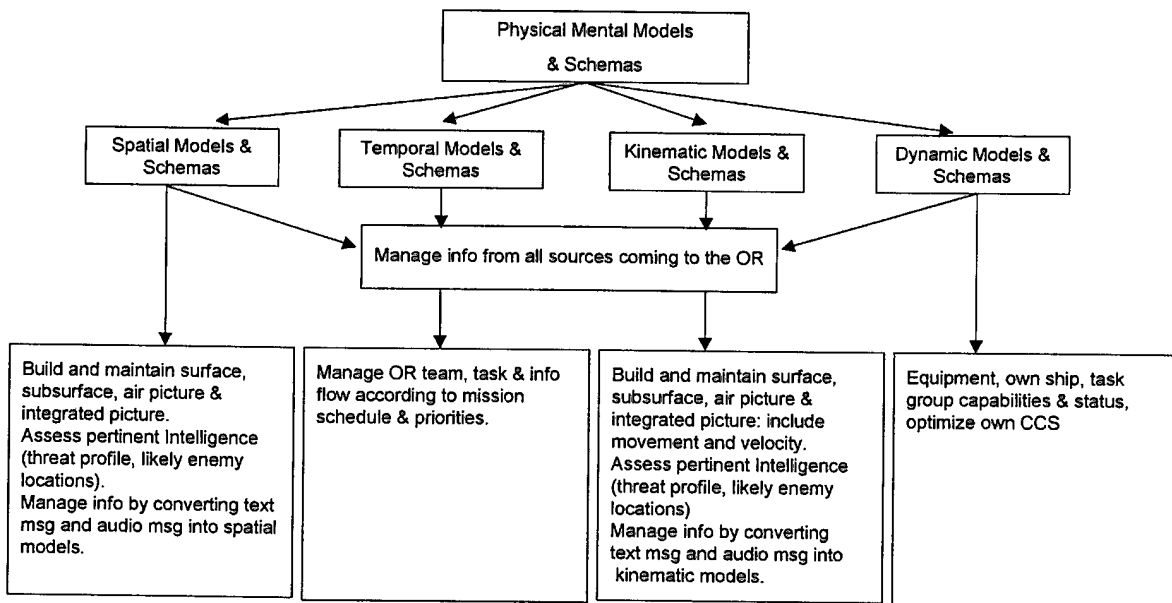 Physical Mental Models
& Schemas
Spatial Models &
Schemas
Temporal Models &
Schemas
Kinematic Models &
Schemas
Dynamic Models &
Schemas
Manage info from all sources coming to the OR
Build and maintain surface,
subsurface, air picture &
integrated picture.
Assess pertinent Intelligence
(threat profile, likely enemy
locations).
Manage info by converting text
msg and audio msg into spatial
models.
Manage OR team, task & info
flow according to mission
schedule & priorities.
Build and maintain surface,
subsurface, air picture &
integrated picture: include
movement and velocity.
Assess pertinent Intelligence
(threat profile, likely enemy
locations)
Manage info by converting
text msg and audio msg into
kinematic models.
Equipment, own ship, task
group capabilities & status,
optimize own CCS